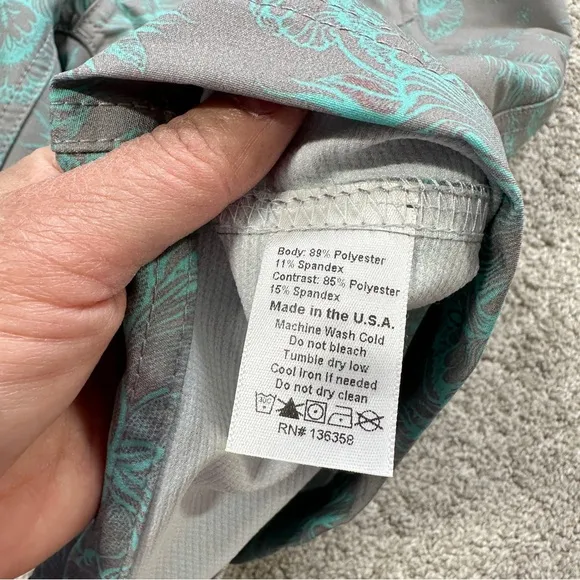 Body: 89% Polyester
11% Spandex
Contrast: 85% Polyester
15% Spandex
Made in the U.S.A.
Machine Wash Cold
Do not bleach
Tumble dry low
Cool Iron if needed
Do not dry clean
RN# 136358